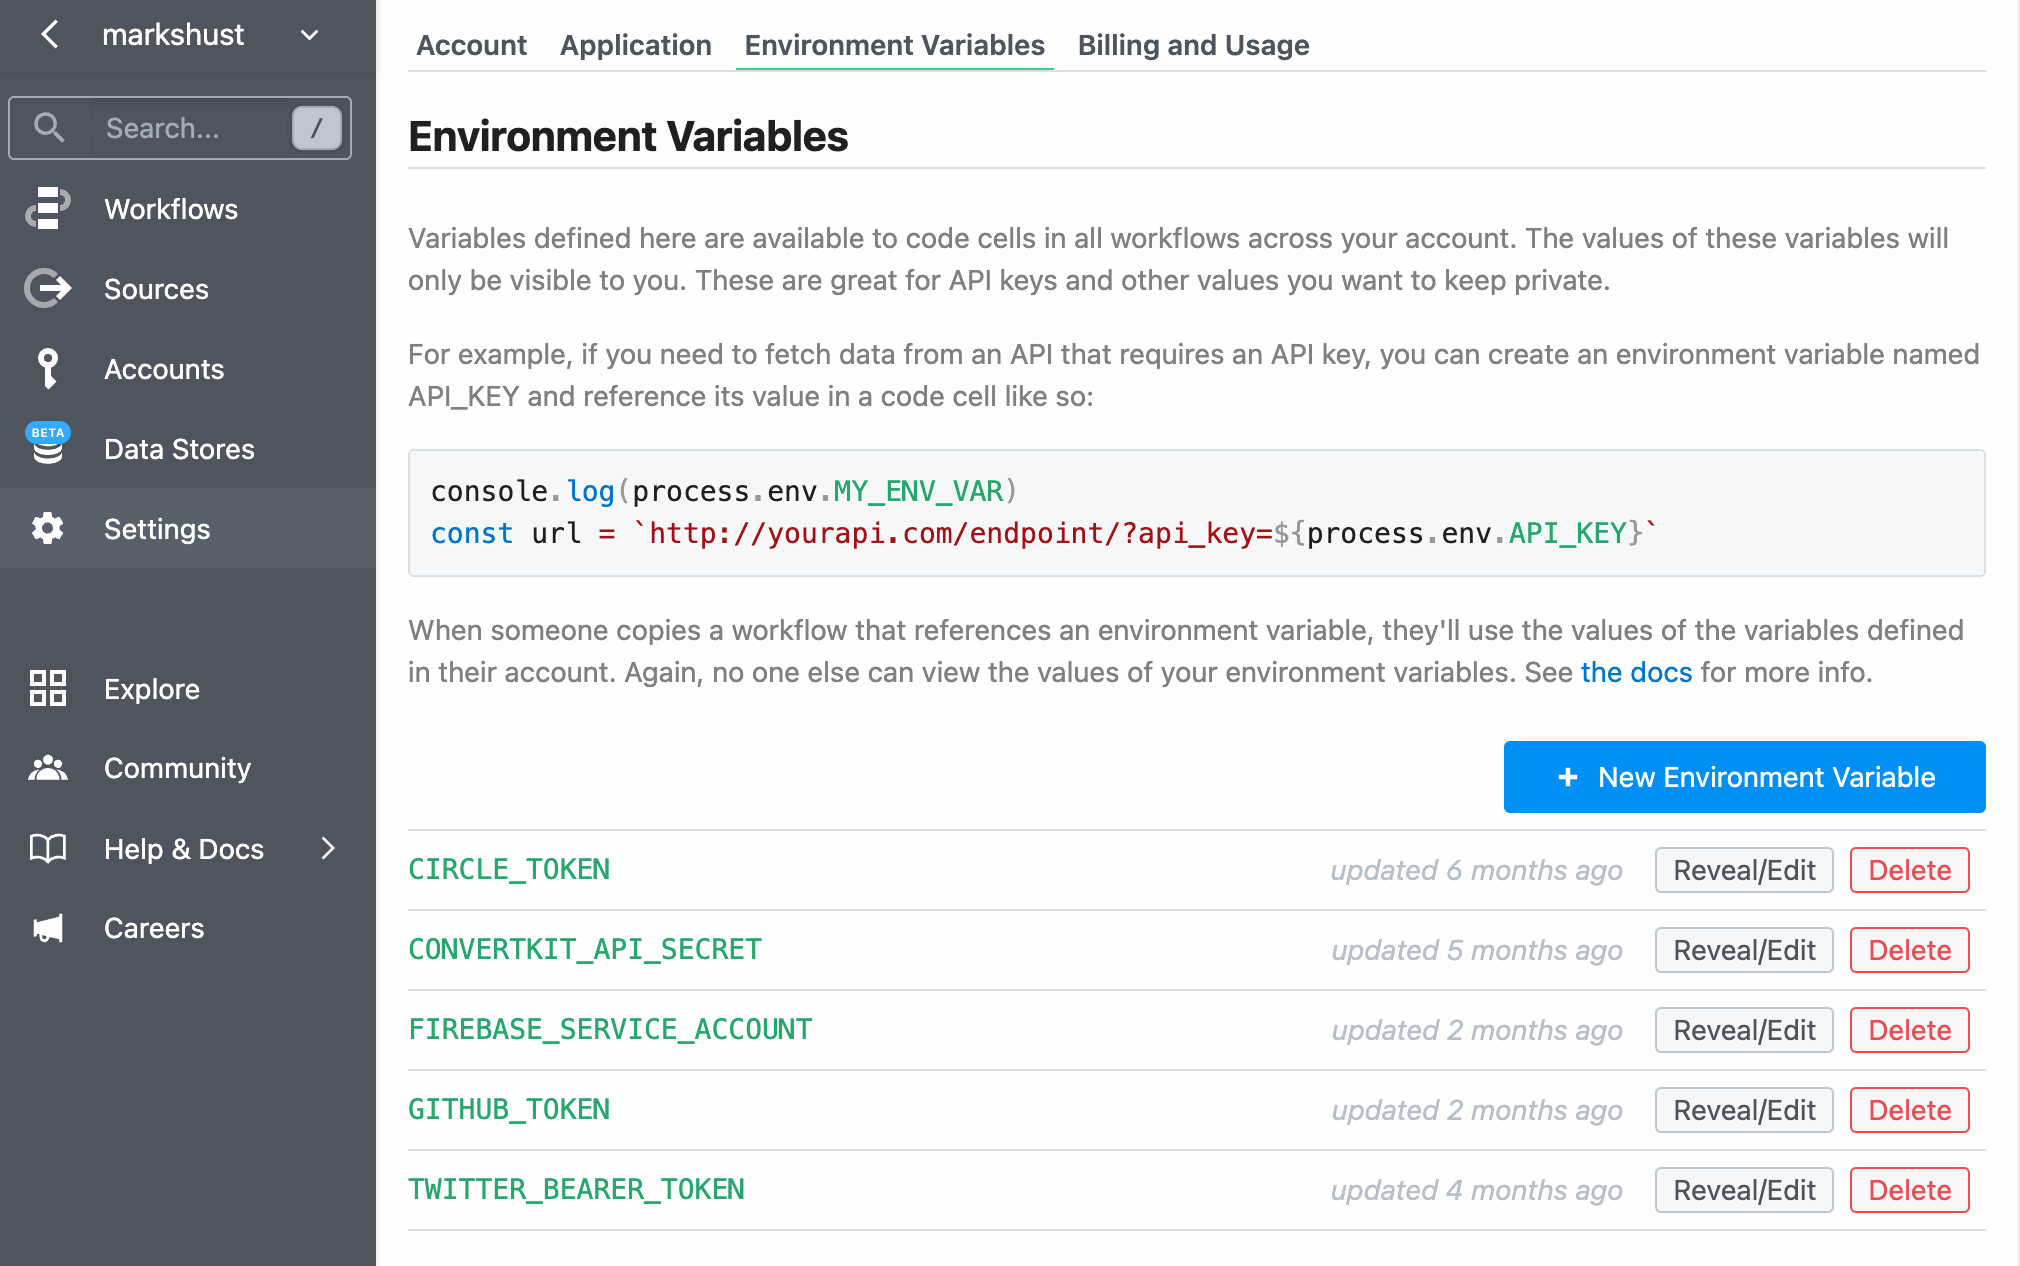 markshust
Search...
/
Workflows
Sources
Accounts
BETA
Data Stores
Settings
Explore
Community
Help & Docs
Careers
Account Application Environment Variables Billing and Usage
Environment Variables
Variables defined here are available to code cells in all workflows across your account. The values of these variables will
only be visible to you. These are great for API keys and other values you want to keep private.
For example, if you need to fetch data from an API that requires an API key, you can create an environment variable named
API_KEY and reference its value in a code cell like so:
console.log(process.env.MY_ENV_VAR)
const url = `http://yourapi.com/endpoint/?api_key=${process.env.API_KEY}`
When someone copies a workflow that references an environment variable, they'll use the values of the variables defined
in their account. Again, no one else can view the values of your environment variables. See the docs for more info.
+ New Environment Variable
CIRCLE_TOKEN updated 6 months ago Reveal/Edit Delete
CONVERTKIT_API_SECRET updated 5 months ago Reveal/Edit Delete
FIREBASE_SERVICE_ACCOUNT updated 2 months ago Reveal/Edit Delete
GITHUB_TOKEN updated 2 months ago Reveal/Edit Delete
TWITTER_BEARER_TOKEN updated 4 months ago Reveal/Edit Delete